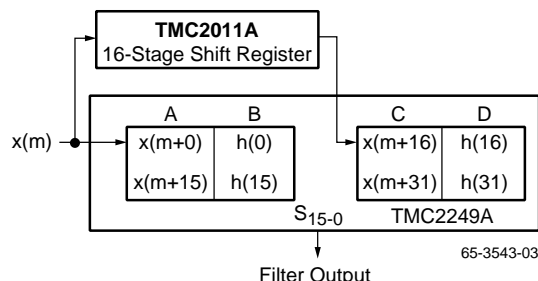 TMC2011A
16-Stage Shift Register
A B C D
x(m) x(m+0) h(0) x(m+16) h(16)
x(m+15) h(15) x(m+31) h(31)
S15-0 TMC2249A
65-3543-03
Filter Output